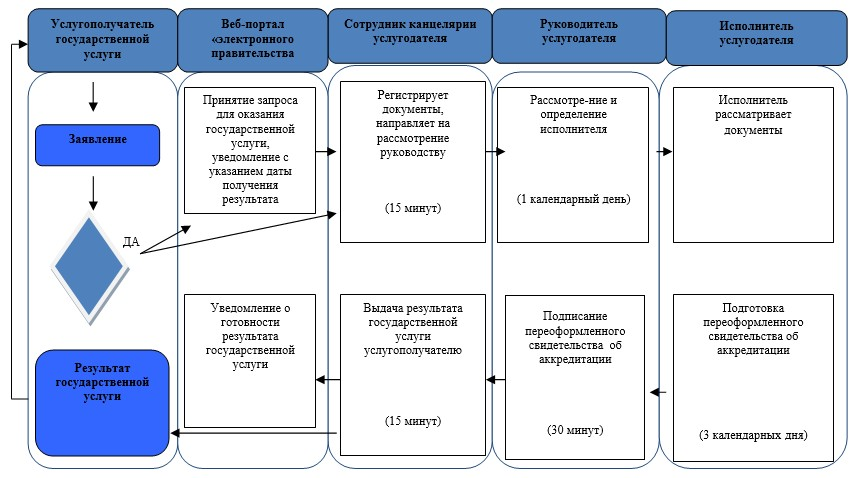 Услугополучатель
государственной
услуги
Веб-портал
«электронного
правительства
Сотрудник канцелярии
услугодателя
Руководитель
услугодателя
Исполнитель
услугодателя
Заявление
ДА
Принятие запроса
для оказания
государственной
услуги,
уведомление с
указанием даты
получения
результата
Регистрирует
документы,
направляет на
рассмотрение
руководству
(15 минут)
Рассмотре-ние и
определение
исполнителя
(1 календарный день)
Исполнитель
рассматривает
документы
Результат
государственной
услуги
Уведомление о
готовности
результата
государственной
услуги
Выдача результата
государственной
услуги
услугополучателю
(15 минут)
Подписание
переоформленного
свидетельства об
аккредитации
(30 минут)
Подготовка
переоформленного
свидетельства об
аккредитации
(3 календарных дня)